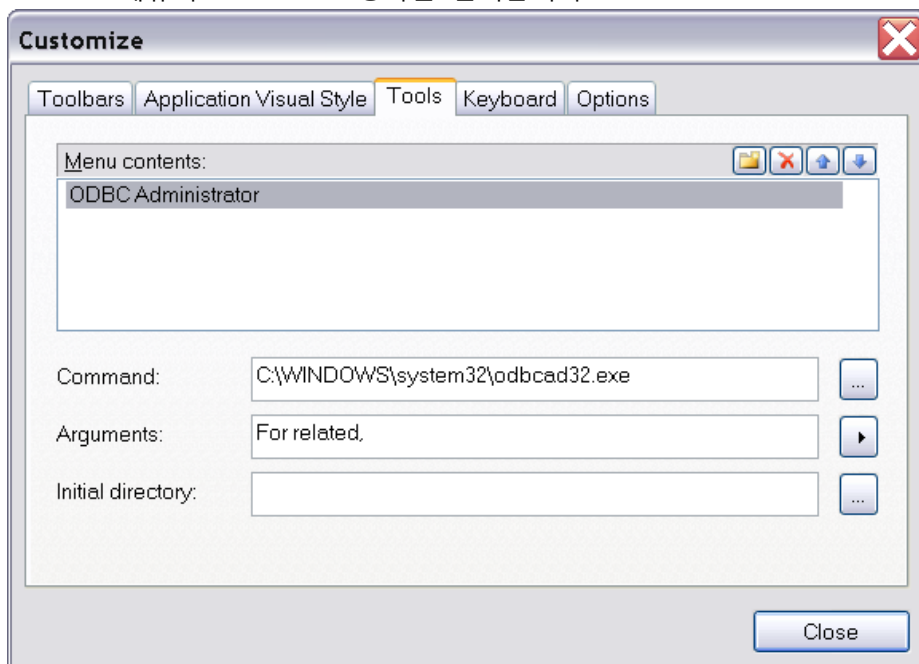 Customize
Toolbars Application Visual Style Tools Keyboard Options
Menu contents:
ODBC Administrator
Command: C:\WINDOWS\system32\odbcad32.exe ...
Arguments: For related,
Initial directory: ...
Close